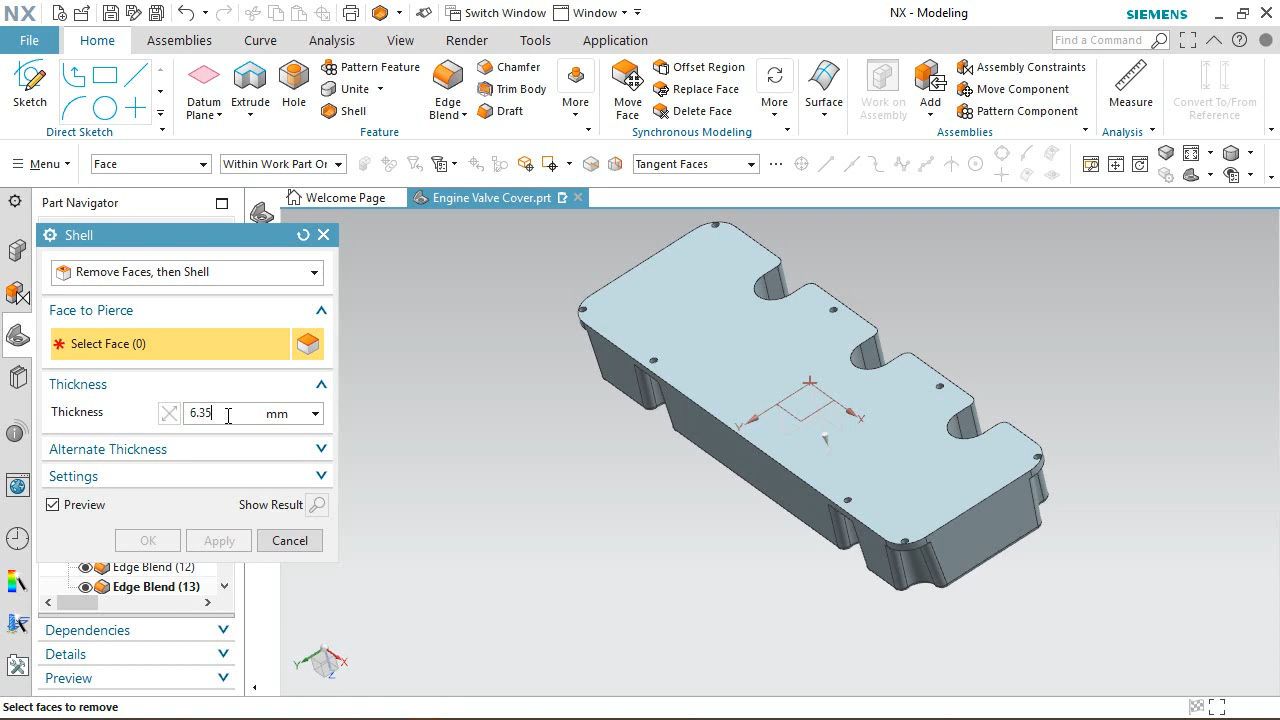 NX
Switch Window
Window
NX - Modeling
SIEMENS
File
Home
Assemblies
Curve
Analysis
View
Render
Tools
Application
Find a Command
Sketch
Direct Sketch
Datum Plane
Extrude
Hole
Pattern Feature
Unite
Shell
Edge Blend
Chamfer
Trim Body
Draft
More
Feature
Move Face
Offset Region
Replace Face
Delete Face
More
Synchronous Modeling
Surface
Work on Assembly
Add
Assembly Constraints
Move Component
Pattern Component
Assemblies
Measure
Analysis
Convert To/From Reference
Menu
Face
Within Work Part Or
Tangent Faces
Part Navigator
Welcome Page
Engine Valve Cover.prt
Shell
Remove Faces, then Shell
Face to Pierce
* Select Face (0)
Thickness
Thickness
6.35
mm
Alternate Thickness
Settings
Preview
Show Result
OK
Apply
Cancel
Edge Blend (12)
Edge Blend (13)
Dependencies
Details
Preview
Y
X
Y
X
Z
Select faces to remove